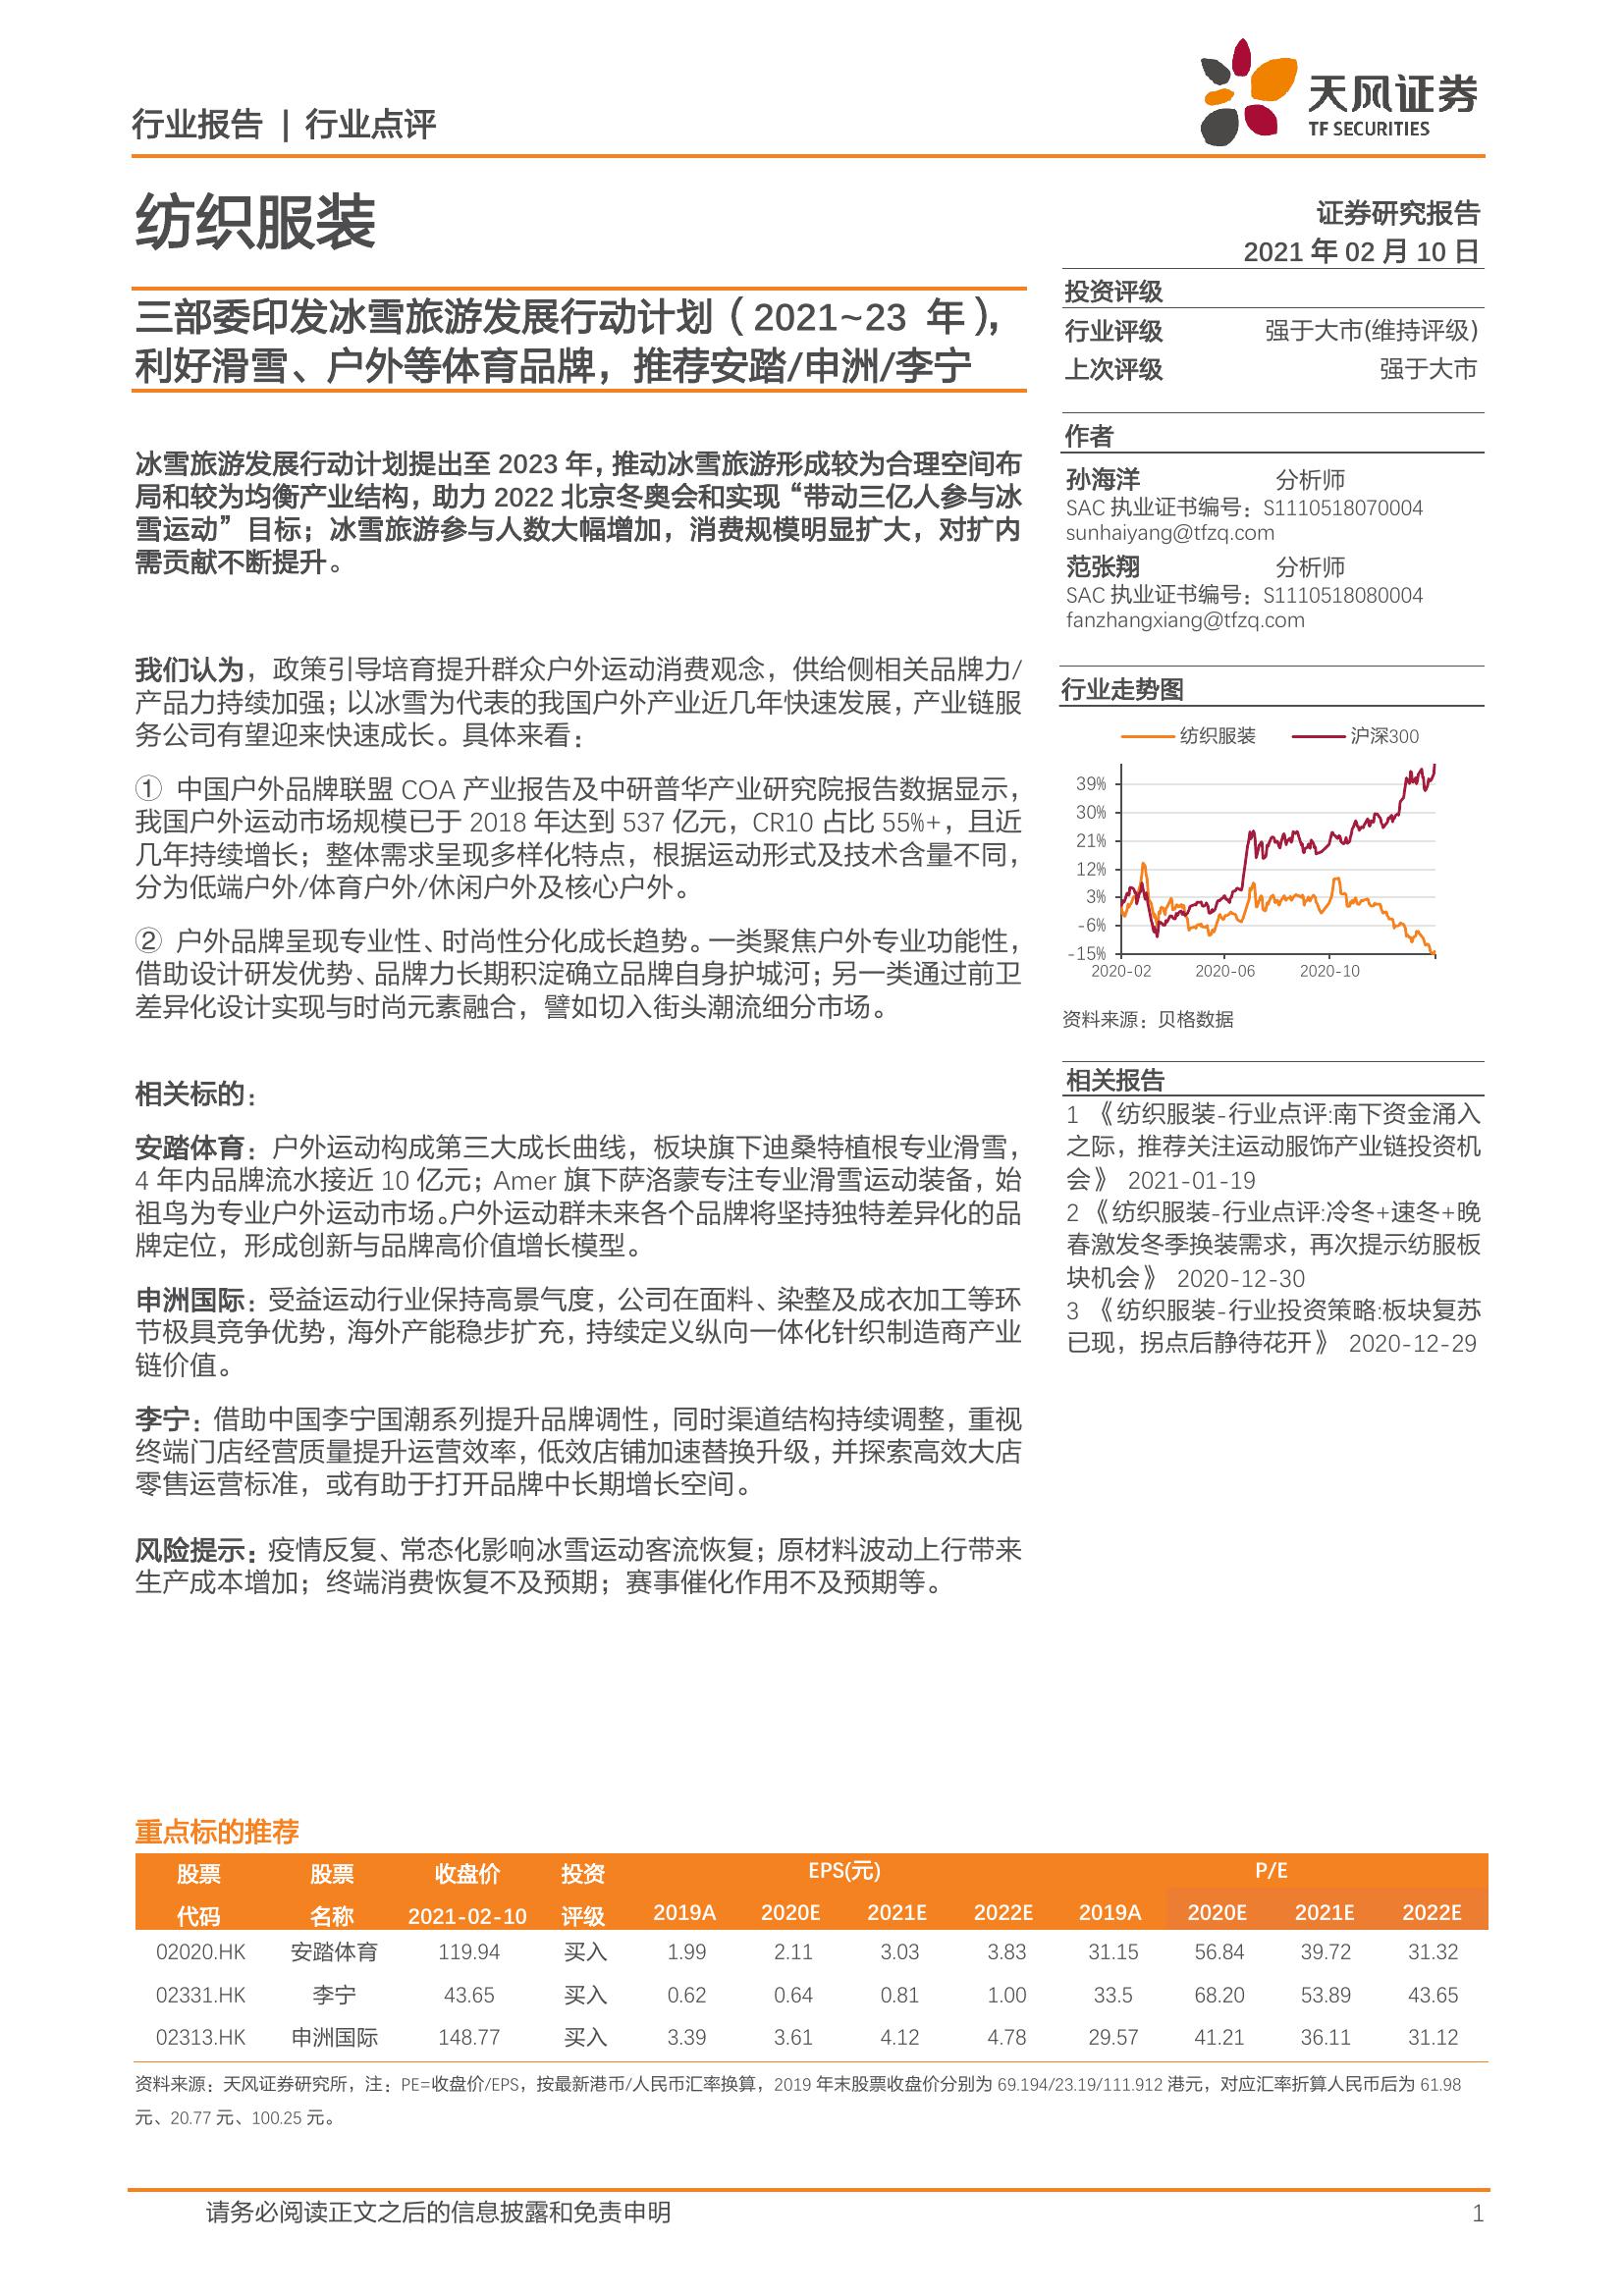 行业报告 | 行业点评
天风证券
TF SECURITIES
纺织服装
证券研究报告
2021 年 02 月 10 日
三部委印发冰雪旅游发展行动计划（2021~23 年），
利好滑雪、户外等体育品牌，推荐安踏/申洲/李宁
冰雪旅游发展行动计划提出至 2023 年，推动冰雪旅游形成较为合理空间布
局和较为均衡产业结构，助力 2022 北京冬奥会和实现“带动三亿人参与冰
雪运动”目标；冰雪旅游参与人数大幅增加，消费规模明显扩大，对扩内
需贡献不断提升。
我们认为，政策引导培育提升群众户外运动消费观念，供给侧相关品牌力/
产品力持续加强；以冰雪为代表的我国户外产业近几年快速发展，产业链服
务公司有望迎来快速成长。具体来看：
① 中国户外品牌联盟 COA 产业报告及中研普华产业研究院报告数据显示，
我国户外运动市场规模已于 2018 年达到 537 亿元，CR10 占比 55%+，且近
几年持续增长；整体需求呈现多样化特点，根据运动形式及技术含量不同，
分为低端户外/体育户外/休闲户外及核心户外。
② 户外品牌呈现专业性、时尚性分化成长趋势。一类聚焦户外专业功能性，
借助设计研发优势、品牌力长期积淀确立品牌自身护城河；另一类通过前卫
差异化设计实现与时尚元素融合，譬如切入街头潮流细分市场。
相关标的：
安踏体育：户外运动构成第三大成长曲线，板块旗下迪桑特植根专业滑雪，
4 年内品牌流水接近 10 亿元；Amer 旗下萨洛蒙专注专业滑雪运动装备，始
祖鸟为专业户外运动市场。户外运动群未来各个品牌将坚持独特差异化的品
牌定位，形成创新与品牌高价值增长模型。
申洲国际：受益运动行业保持高景气度，公司在面料、染整及成衣加工等环
节极具竞争优势，海外产能稳步扩充，持续定义纵向一体化针织制造商产业
链价值。
李宁：借助中国李宁国潮系列提升品牌调性，同时渠道结构持续调整，重视
终端门店经营质量提升运营效率，低效店铺加速替换升级，并探索高效大店
零售运营标准，或有助于打开品牌中长期增长空间。
风险提示：疫情反复、常态化影响冰雪运动客流恢复；原材料波动上行带来
生产成本增加；终端消费恢复不及预期；赛事催化作用不及预期等。
投资评级
行业评级 强于大市(维持评级)
上次评级 强于大市
作者
孙海洋 分析师
SAC 执业证书编号：S1110518070004
sunhaiyang@tfzq.com
范张翔 分析师
SAC 执业证书编号：S1110518080004
fanzhangxiang@tfzq.com
行业走势图
纺织服装 沪深300
39%
30%
21%
12%
3%
-6%
-15%
2020-02 2020-06 2020-10
资料来源：贝格数据
相关报告
1 《纺织服装-行业点评:南下资金涌入
之际，推荐关注运动服饰产业链投资机
会》 2021-01-19
2 《纺织服装-行业点评:冷冬+速冬+晚
春激发冬季换装需求，再次提示纺服板
块机会》 2020-12-30
3 《纺织服装-行业投资策略:板块复苏
已现，拐点后静待花开》 2020-12-29
重点标的推荐
股票 股票 收盘价 投资 EPS(元) P/E
代码 名称 2021-02-10 评级 2019A 2020E 2021E 2022E 2019A 2020E 2021E 2022E
02020.HK 安踏体育 119.94 买入 1.99 2.11 3.03 3.83 31.15 56.84 39.72 31.32
02331.HK 李宁 43.65 买入 0.62 0.64 0.81 1.00 33.5 68.20 53.89 43.65
02313.HK 申洲国际 148.77 买入 3.39 3.61 4.12 4.78 29.57 41.21 36.11 31.12
资料来源：天风证券研究所，注：PE=收盘价/EPS，按最新港币/人民币汇率换算，2019 年末股票收盘价分别为 69.194/23.19/111.912 港元，对应汇率折算人民币后为 61.98
元、20.77 元、100.25 元。
请务必阅读正文之后的信息披露和免责申明 1